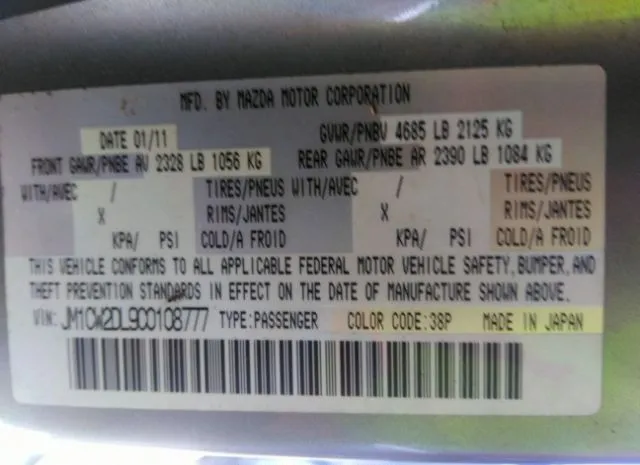 MFD. BY MAZDA MOTOR CORPORATION
DATE 01/11 GVWR/PNBV 4685 LB 2125 KG
FRONT GAWR/PNBE AV 2328 LB 1056 KG REAR GAWR/PNBE AR 2390 LB 1084 KG
WITH/AVEC / TIRES/PNEUS WITH/AVEC / TIRES/PNEUS
X RIMS/JANTES X RIMS/JANTES
KPA/ PSI COLD/A FROID KPA/ PSI COLD/A FROID
THIS VEHICLE CONFORMS TO ALL APPLICABLE FEDERAL MOTOR VEHICLE SAFETY, BUMPER, AND
THEFT PREVENTION STANDARDS IN EFFECT ON THE DATE OF MANUFACTURE SHOWN ABOVE.
VIN: JM1CW2DL9C0108777 TYPE:PASSENGER COLOR CODE:38P MADE IN JAPAN